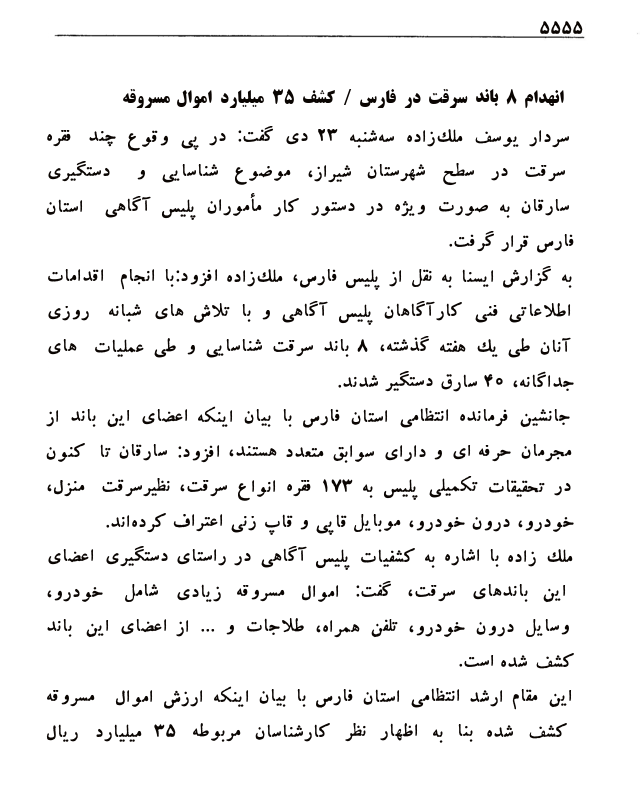 ۵۵۵۵
انهدام ۸ باند سرقت در فارس / کشف ۳۵ میلیارد اموال مسروقه
سردار یوسف ملك‌زاده سه‌شنبه ۲۳ دی گفت: در پی وقوع چند فقره
سرقت در سطح شهرستان شیراز، موضوع شناسایی و دستگیری
سارقان به صورت ویژه در دستور کار مأموران پلیس آگاهی استان
فارس قرار گرفت.
به گزارش ایسنا به نقل از پلیس فارس، ملك‌زاده افزود:با انجام اقدامات
اطلاعاتی فنی کارآگاهان پلیس آگاهی و با تلاش های شبانه روزی
آنان طی یك هفته گذشته، ۸ باند سرقت شناسایی و طی عملیات های
جداگانه، ۴۰ سارق دستگیر شدند.
جانشین فرمانده انتظامی استان فارس با بیان اینکه اعضای این باند از
مجرمان حرفه ای و دارای سوابق متعدد هستند، افزود: سارقان تا کنون
در تحقیقات تکمیلی پلیس به ۱۷۳ فقره انواع سرقت، نظیرسرقت منزل،
خودرو، درون خودرو، موبایل قاپی و قاپ زنی اعتراف کرده‌اند.
ملك زاده با اشاره به کشفیات پلیس آگاهی در راستای دستگیری اعضای
این باندهای سرقت، گفت: اموال مسروقه زیادی شامل خودرو،
وسایل درون خودرو، تلفن همراه، طلاجات و ... از اعضای این باند
کشف شده است.
این مقام ارشد انتظامی استان فارس با بیان اینکه ارزش اموال مسروقه
کشف شده بنا به اظهار نظر کارشناسان مربوطه ۳۵ میلیارد ریال